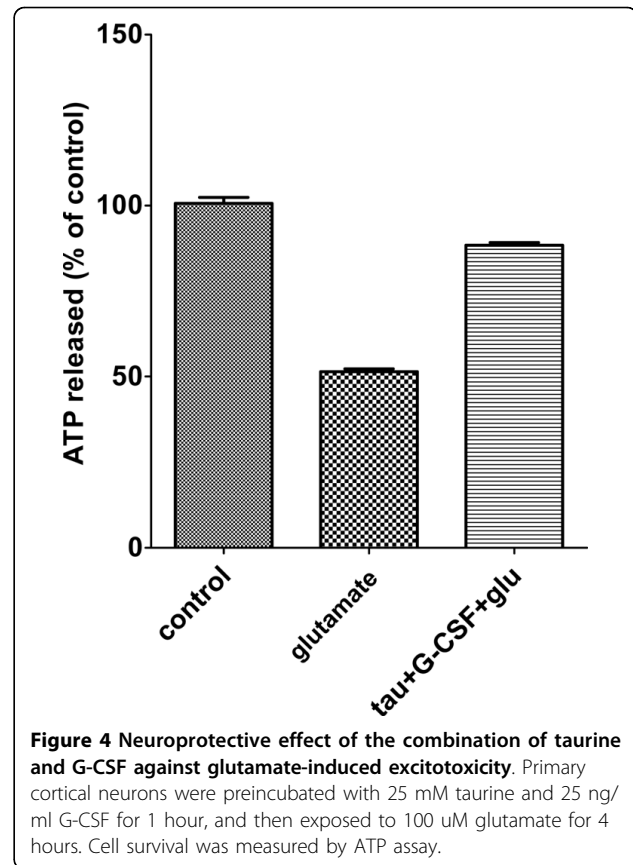 150
100
50
0
ATP released (% of control)
control
glutamate
tau+G-CSF+glu
Figure 4 Neuroprotective effect of the combination of taurine
and G-CSF against glutamate-induced excitotoxicity. Primary
cortical neurons were preincubated with 25 mM taurine and 25 ng/
ml G-CSF for 1 hour, and then exposed to 100 uM glutamate for 4
hours. Cell survival was measured by ATP assay.